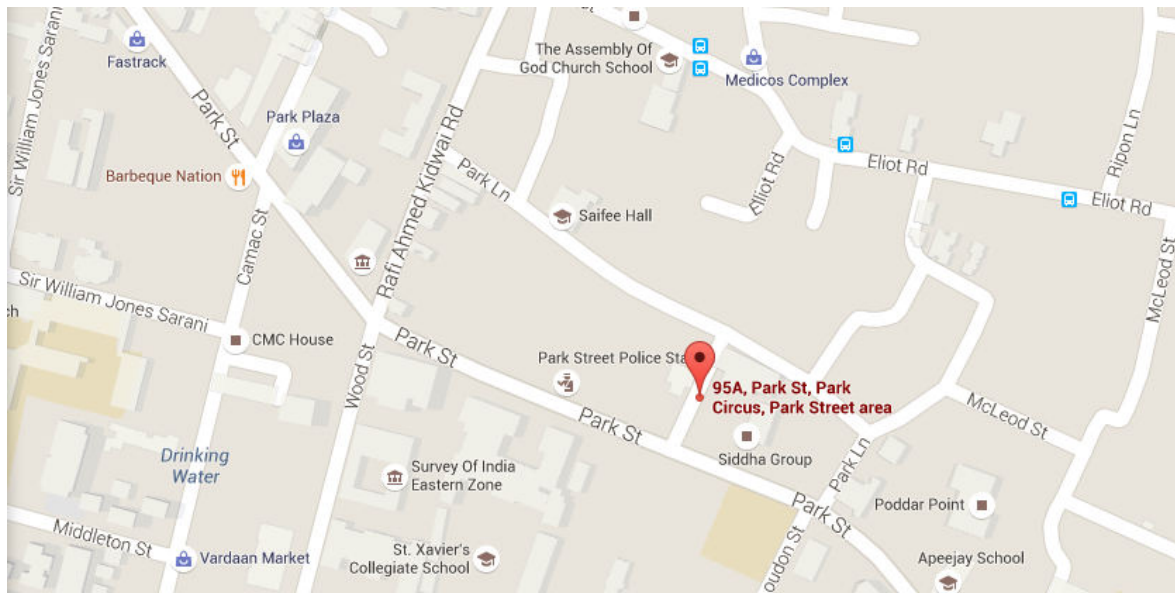 Fastrack
Sir William Jones Sarani
Park St
Park Plaza
Barbeque Nation
Camac St
Rafi Ahmed Kidwai Rd
The Assembly Of
God Church School
Medicos Complex
Park Ln
Saifee Hall
Elliot Rd
Eliot Rd
Ripon Ln
Eliot Rd
McLeod St
Sir William Jones Sarani
CMC House
Wood St
Park St
Park Street Police Sta
95A, Park St, Park
Circus, Park Street area
Park St
Siddha Group
McLeod St
Park Ln
Drinking
Water
Survey Of India
Eastern Zone
Park St
Poddar Point
Middleton St
Vardaan Market
St. Xavier's
Collegiate School
oudon St
Apeejay School